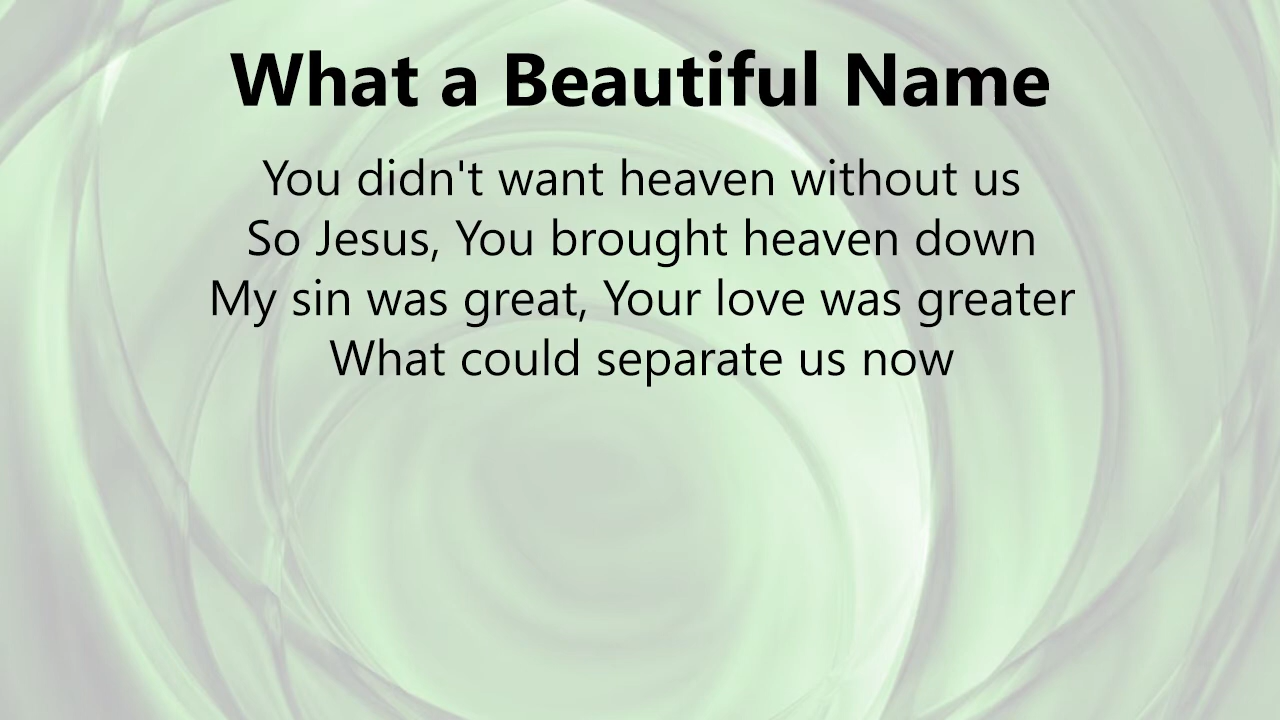 What a Beautiful Name
You didn't want heaven without us
So Jesus, You brought heaven down
My sin was great, Your love was greater
What could separate us now